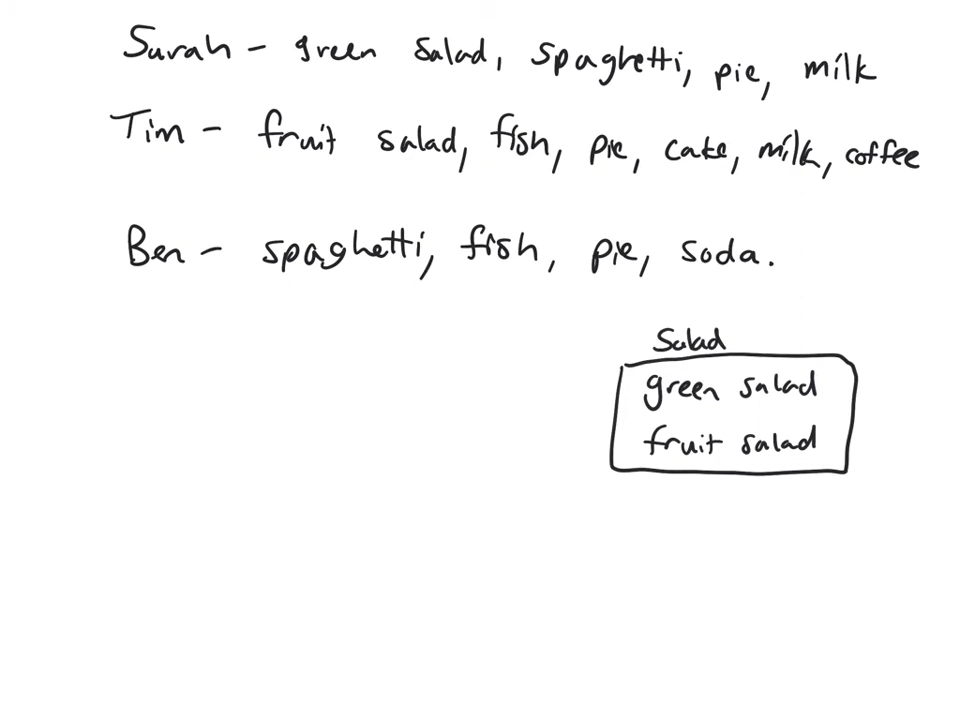 Sarah - green salad, spaghetti, pie, milk
Tim - fruit salad, fish, pie, cake, milk, coffee
Ben - spaghetti, fish, pie, soda.
Salad
green salad
fruit salad